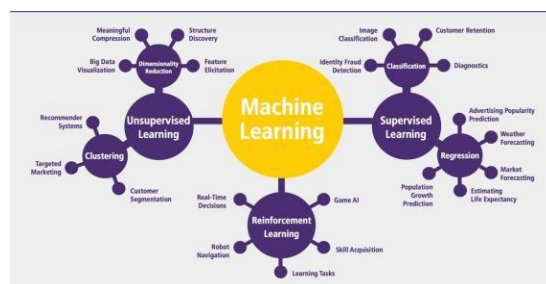 Meaningful
Compression
Structure
Discovery
Big Data
Visualization
Dimensionality
Reduction
Feature
Elicitation
Recommender
Systems
Unsupervised
Learning
Clustering
Targeted
Marketing
Customer
Segmentation
Machine
Learning
Image
Classification
Customer Retention
Identity Fraud
Detection
Classification
Diagnostics
Supervised
Learning
Advertising Popularity
Prediction
Weather
Forecasting
Regression
Market
Forecasting
Population
Growth
Prediction
Estimating
Life Expectancy
Real-Time
Decisions
Game AI
Reinforcement
Learning
Robot
Navigation
Skill Acquisition
Learning Tasks